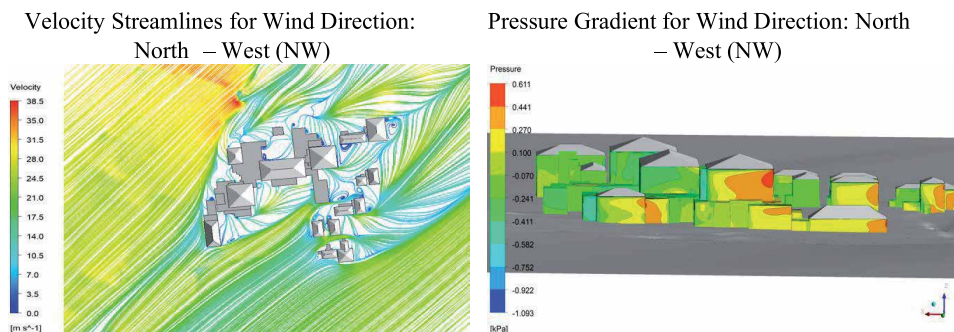 Velocity Streamlines for Wind Direction:
North – West (NW)
Pressure Gradient for Wind Direction: North
– West (NW)
Velocity
38.5
35.0
31.5
28.0
24.5
21.0
17.5
14.0
10.5
7.0
3.5
0.0
[m s^-1]
Pressure
0.611
0.441
0.270
0.100
-0.070
-0.241
-0.411
-0.582
-0.752
-0.922
-1.093
[kPa]
Z